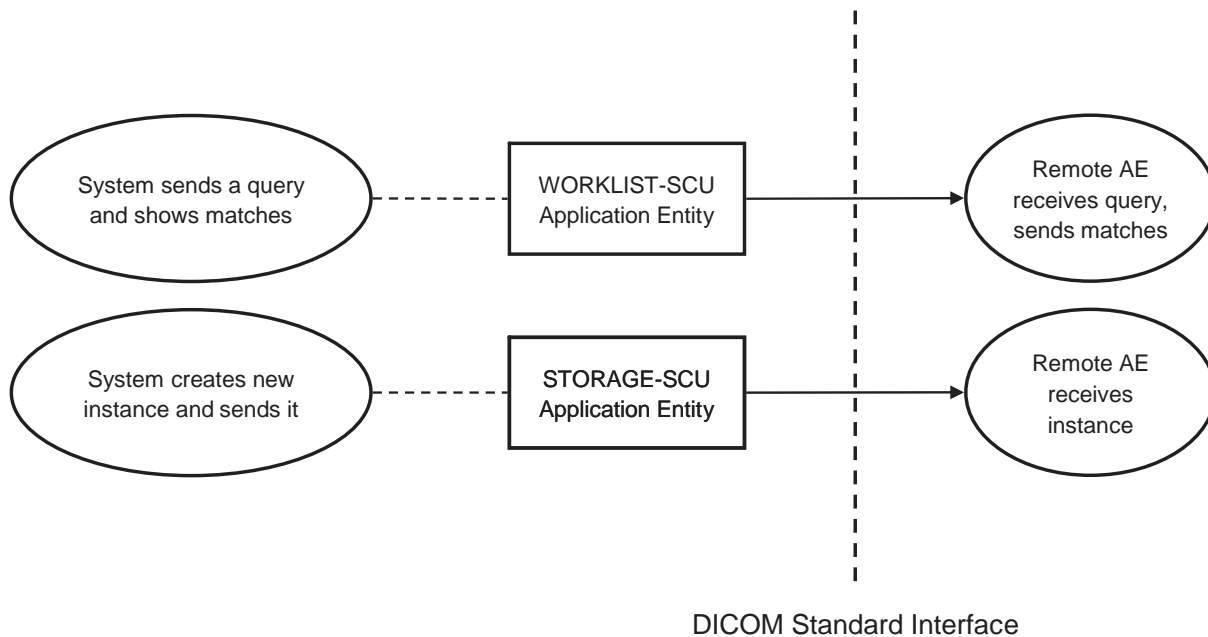 System sends a query
and shows matches
WORKLIST-SCU
Application Entity
Remote AE
receives query,
sends matches
System creates new
instance and sends it
STORAGE-SCU
Application Entity
Remote AE
receives
instance
DICOM Standard Interface